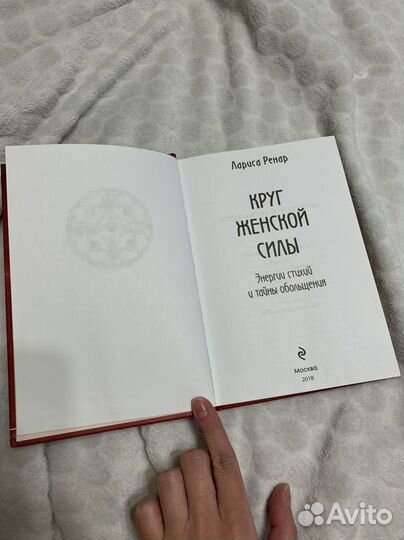 Лариса Ренар
КРУГ
ЖЕНСКОЙ
СИЛЫ
Энергии стихий
и тайны обольщения
Москва
2018
Avito